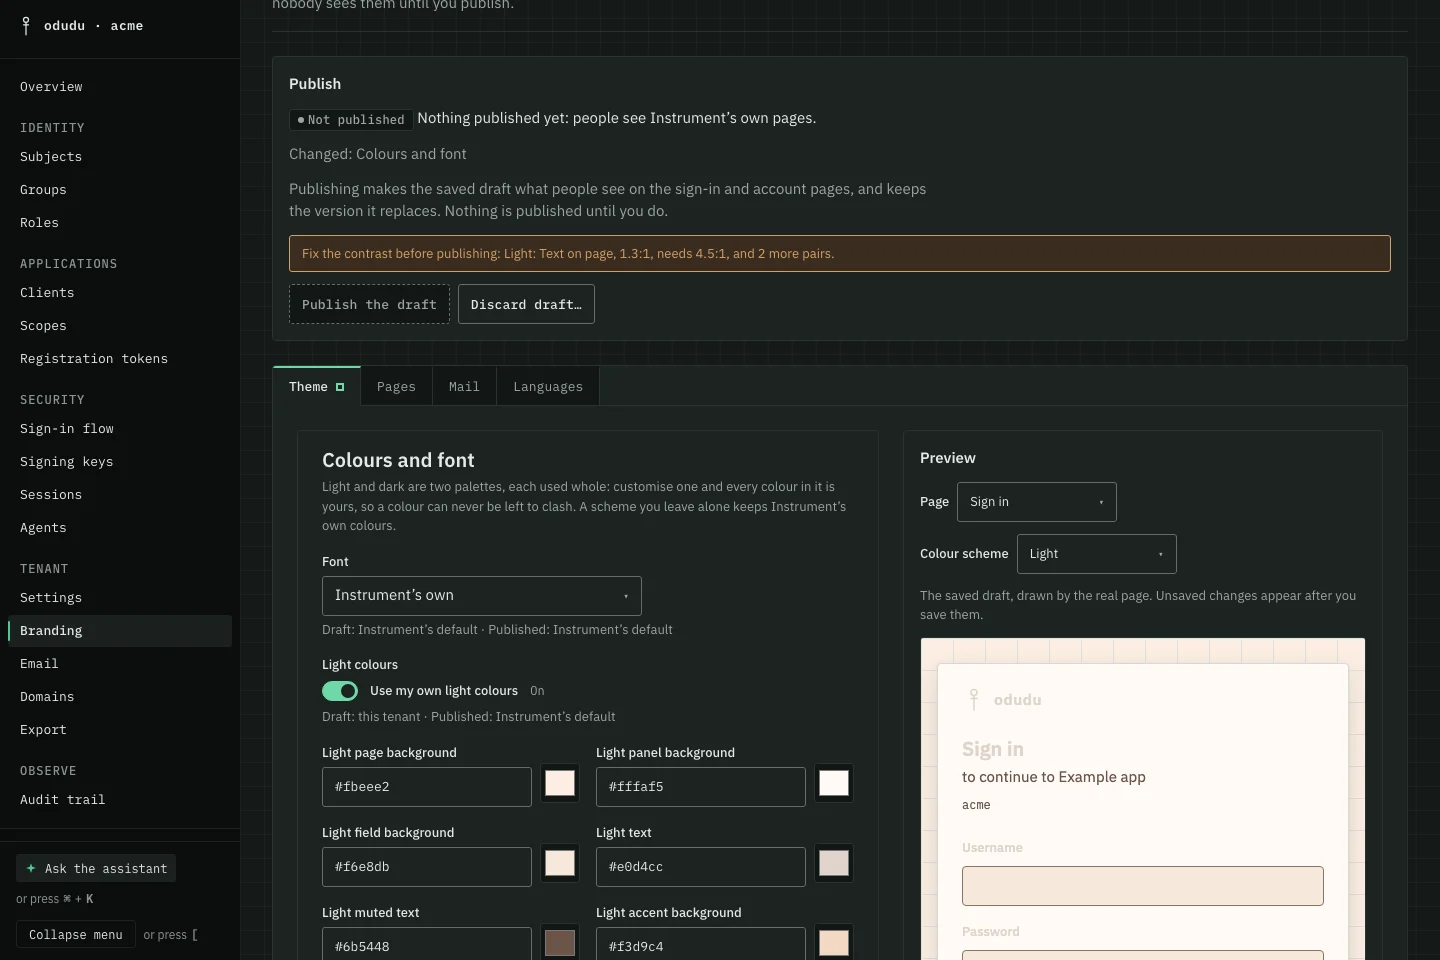 odudu · acme
Overview
IDENTITY
Subjects
Groups
Roles
APPLICATIONS
Clients
Scopes
Registration tokens
SECURITY
Sign-in flow
Signing keys
Sessions
Agents
TENANT
Settings
Branding
Email
Domains
Export
OBSERVE
Audit trail
Ask the assistant
or press ⌘ + K
Collapse menu or press [
nobody sees them until you publish.
Publish
Not published Nothing published yet: people see Instrument’s own pages.
Changed: Colours and font
Publishing makes the saved draft what people see on the sign-in and account pages, and keeps
the version it replaces. Nothing is published until you do.
Fix the contrast before publishing: Light: Text on page, 1.3:1, needs 4.5:1, and 2 more pairs.
Publish the draft Discard draft…
Theme Pages Mail Languages
Colours and font
Light and dark are two palettes, each used whole: customise one and every colour in it is
yours, so a colour can never be left to clash. A scheme you leave alone keeps Instrument’s
own colours.
Font
Instrument’s own
Draft: Instrument’s default · Published: Instrument’s default
Light colours
Use my own light colours On
Draft: this tenant · Published: Instrument’s default
Light page background Light panel background
#fbeee2 #fffaf5
Light field background Light text
#f6e8db #e0d4cc
Light muted text Light accent background
#6b5448 #f3d9c4
Preview
Page Sign in
Colour scheme Light
The saved draft, drawn by the real page. Unsaved changes appear after you
save them.
odudu
Sign in
to continue to Example app
acme
Username
Password